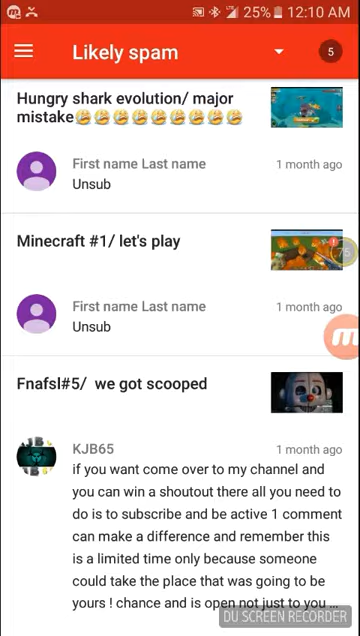 25% 12:10 AM
Likely spam
5
Hungry shark evolution/ major
mistake🤣🤣🤣🤣🤣🤣🤣🤣🤣🤣
First name Last name 1 month ago
Unsub
Minecraft #1/ let's play
75
First name Last name 1 month ago
Unsub
Fnafsl#5/ we got scooped
KJB65 1 month ago
if you want come over to my channel and
you can win a shoutout there all you need to
do is to subscribe and be active 1 comment
can make a difference and remember this
is a limited time only because someone
could take the place that was going to be
yours ! chance and is open not just to you ...
DU SCREEN RECORDER